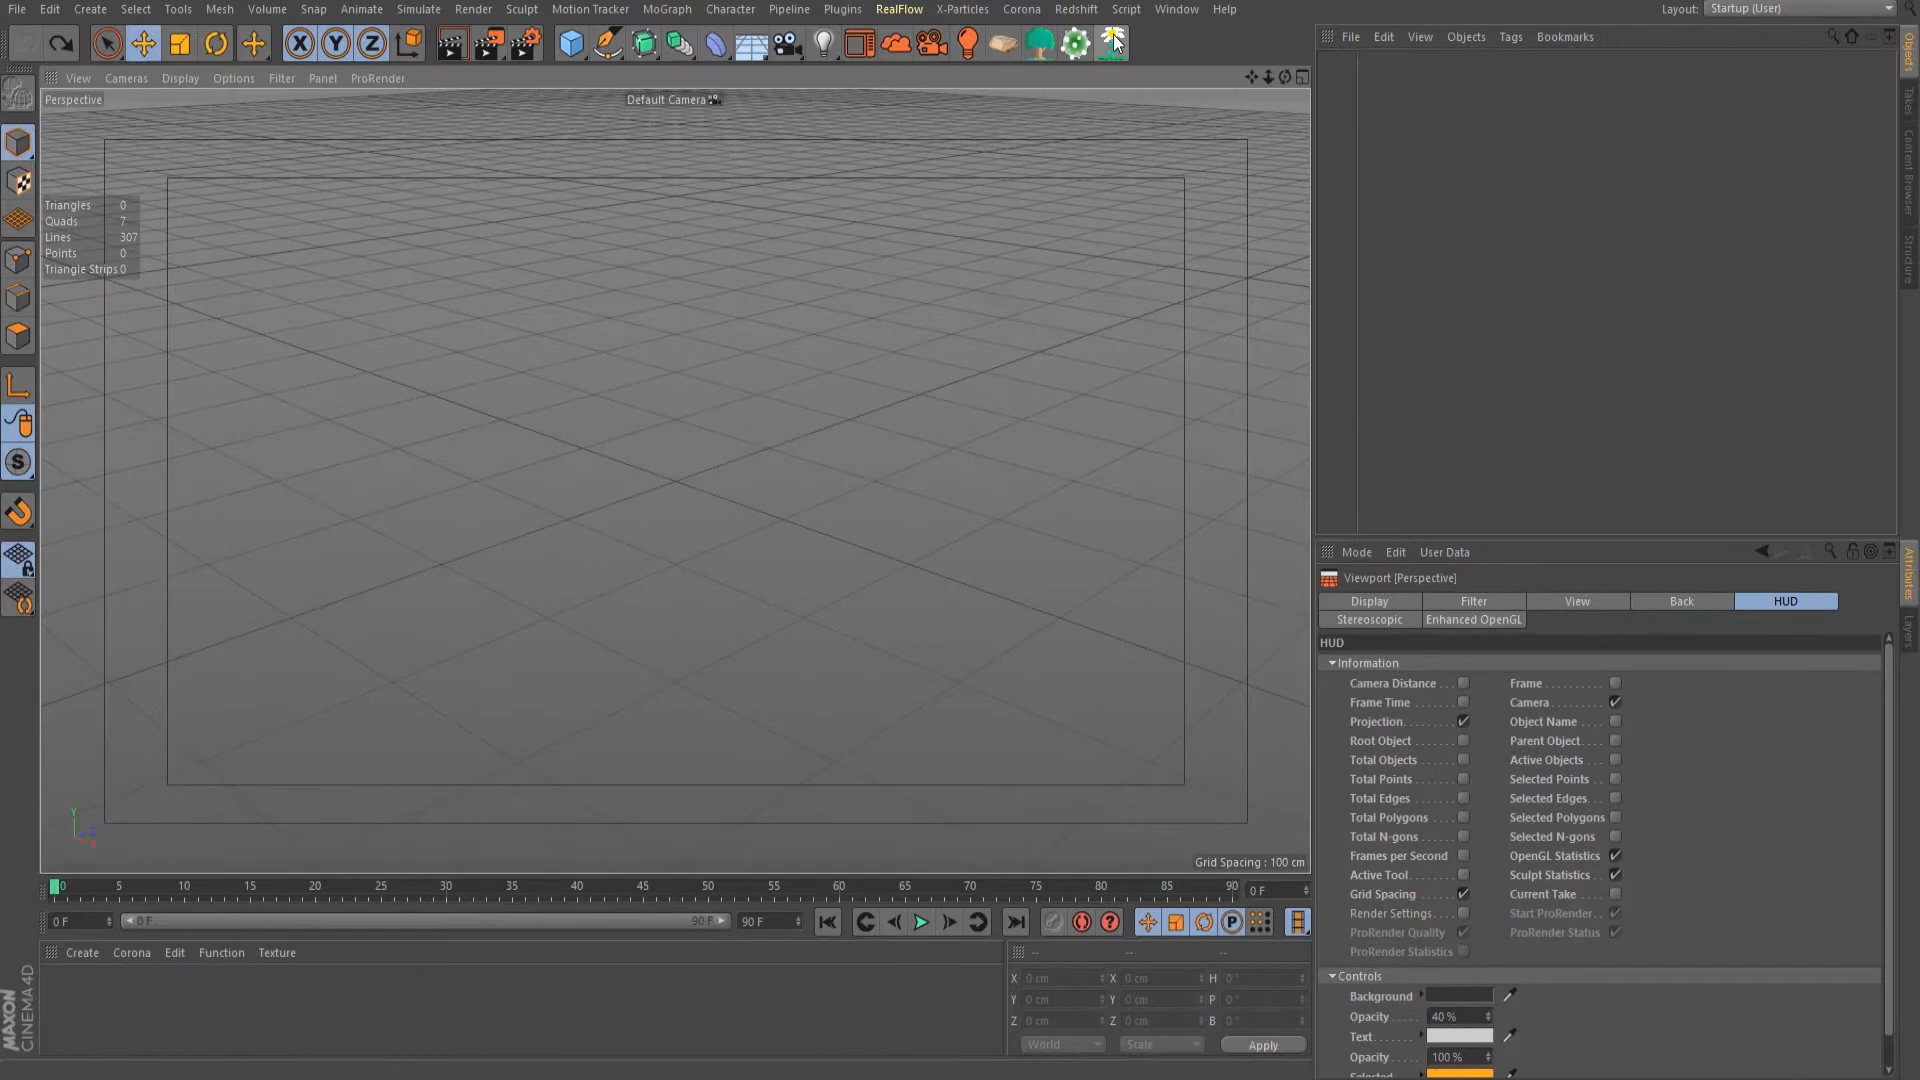 File Edit Create Select Tools Mesh Volume Snap Animate Simulate Render Sculpt Motion Tracker MoGraph Character Pipeline Plugins RealFlow X-Particles Corona Redshift Script Window Help Layout: Startup (User)
File Edit View Objects Tags Bookmarks
View Cameras Display Options Filter Panel ProRender
Perspective
Default Camera
Triangles 0
Quads 7
Lines 307
Points 0
Triangle Strips 0
Grid Spacing : 100 cm
0 5 10 15 20 25 30 35 40 45 50 55 60 65 70 75 80 85 90 0 F
0 F 0 F 90 F 90 F
Create Corona Edit Function Texture
-- -- --
X 0 cm X 0 cm H 0 °
Y 0 cm Y 0 cm P 0 °
Z 0 cm Z 0 cm B 0 °
World Scale Apply
MAXON
CINEMA 4D
Objects
Takes
Content Browser
Structure
Mode Edit User Data
Viewport [Perspective]
Display Filter View Back HUD
Stereoscopic Enhanced OpenGL
HUD
Information
Camera Distance . . . Frame . . . . . . . . . .
Frame Time . . . . . . Camera . . . . . . . . .
Projection . . . . . . . Object Name . . . .
Root Object . . . . . . Parent Object . . . .
Total Objects . . . . . Active Objects . . .
Total Points . . . . . . Selected Points . .
Total Edges . . . . . . Selected Edges . . .
Total Polygons . . . . Selected Polygons
Total N-gons . . . . . Selected N-gons
Frames per Second OpenGL Statistics
Active Tool . . . . . . Sculpt Statistics . .
Grid Spacing . . . . . Current Take . . . .
Render Settings . . . . Start ProRender . .
ProRender Quality ProRender Status
ProRender Statistics
Controls
Background
Opacity . . . . 40 %
Text . . . . . .
Opacity . . . . 100 %
Selected
Attributes
Layers